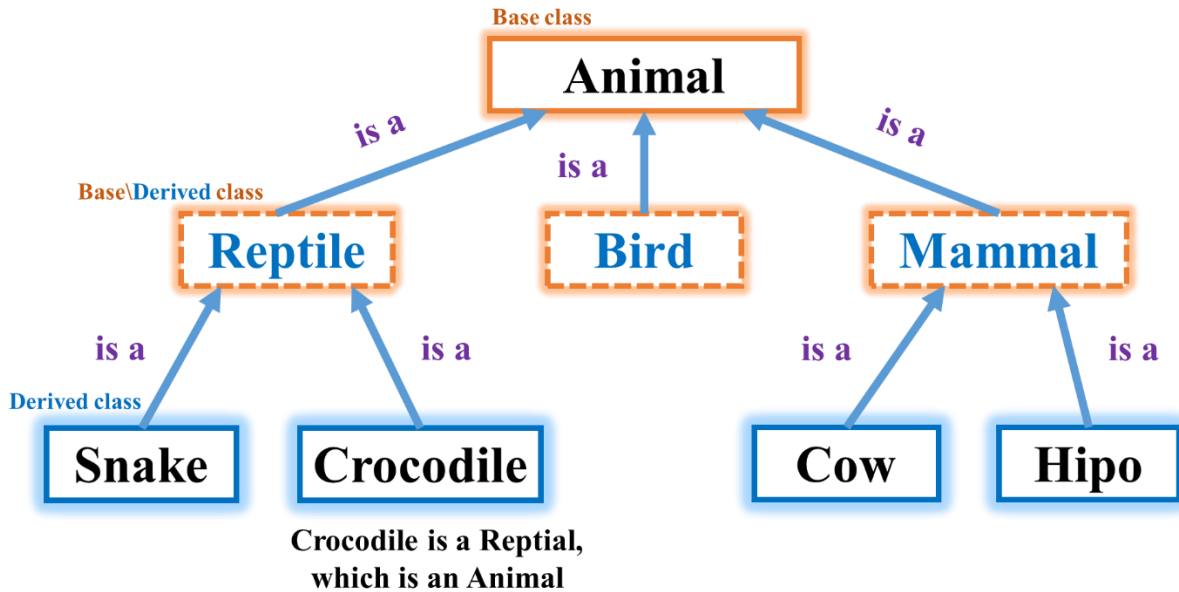 Base class
Animal
is a
is a
is a
Base\Derived class
Reptile
Bird
Mammal
is a
is a
is a
is a
Derived class
Snake
Crocodile
Cow
Hipo
Crocodile is a Reptial,
which is an Animal